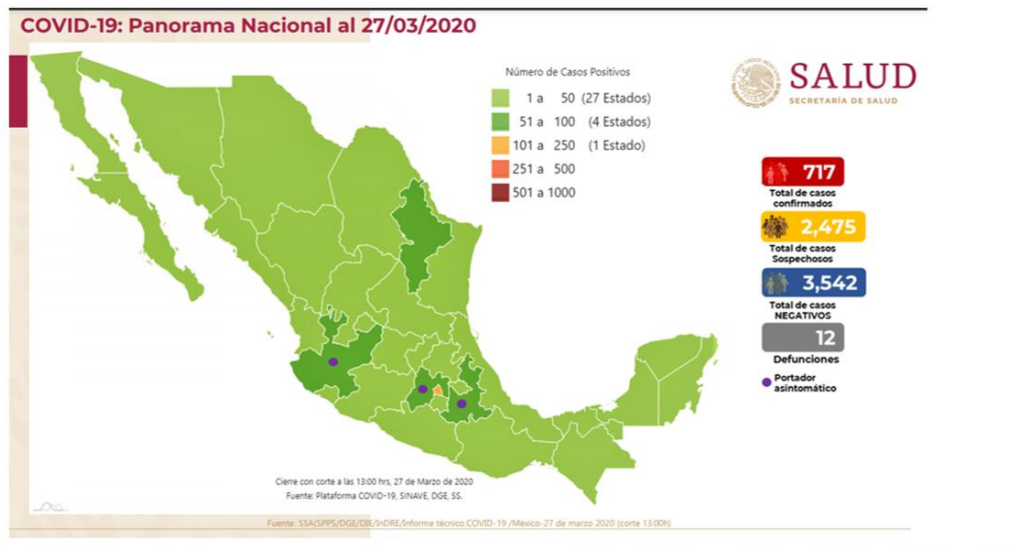 COVID-19: Panorama Nacional al 27/03/2020
SALUD
SECRETARÍA DE SALUD
Número de Casos Positivos
1 a 50 (27 Estados)
51 a 100 (4 Estados)
101 a 250 (1 Estado)
251 a 500
501 a 1000
717
Total de casos
confirmados
2,475
Total de casos
Sospechosos
3,542
Total de casos
NEGATIVOS
12
Defunciones
Portador
asintomático
Cierre con corte a las 13:00 hrs, 27 de Marzo de 2020
Fuente: Plataforma COVID-19, SINAVE, DGE, SS.
Fuente: SSA(SPPS/DGE/DIE/InDRE/Informe técnico.COVID-19 /México-27 de marzo 2020 (corte 13:00h)